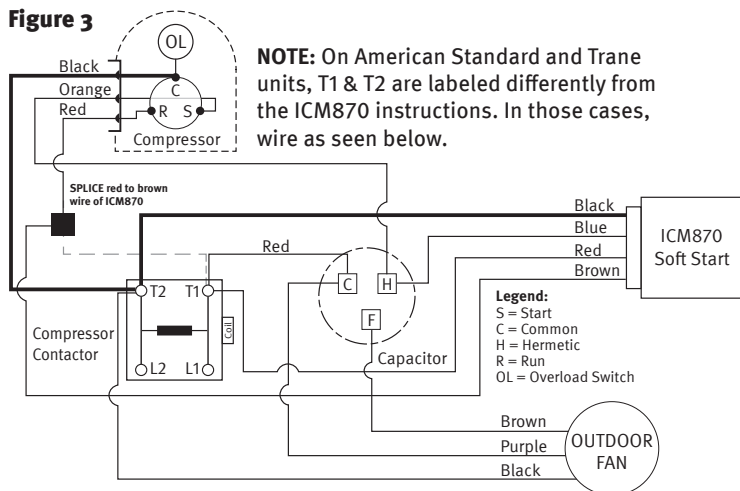 Figure 3
NOTE: On American Standard and Trane
units, T1 & T2 are labeled differently from
the ICM870 instructions. In those cases,
wire as seen below.
OL
Black
Orange
Red
C
R S
Compressor
SPLICE red to brown
wire of ICM870
Black
Blue
Red
Brown
ICM870
Soft Start
Red
C
H
F
Capacitor
T2 T1
Coil
L2 L1
Compressor
Contactor
Legend:
S = Start
C = Common
H = Hermetic
R = Run
OL = Overload Switch
Brown
Purple
Black
OUTDOOR
FAN